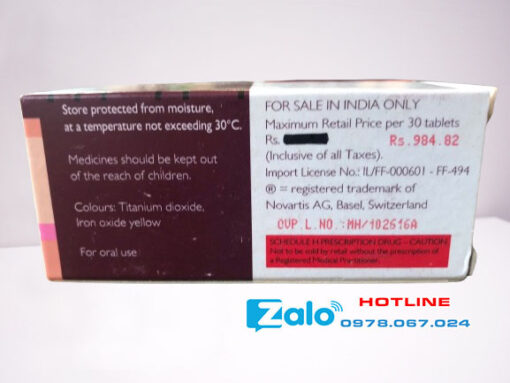 Store protected from moisture,
at a temperature not exceeding 30°C.
Medicines should be kept out
of the reach of children.
Colours: Titanium dioxide,
Iron oxide yellow
For oral use
FOR SALE IN INDIA ONLY
Maximum Retail Price per 30 tablets
Rs. Rs.984.82
(Inclusive of all Taxes).
Import License No.: IL/FF-000601 - FF-494
® = registered trademark of
Novartis AG, Basel, Switzerland
OVP.L.NO.:MH/102616A
SCHEDULE H PRESCRIPTION DRUG – CAUTION
Not to be sold by retail without the prescription of
a Registered Medical Practitioner.
Zalo
HOTLINE
0978.067.024